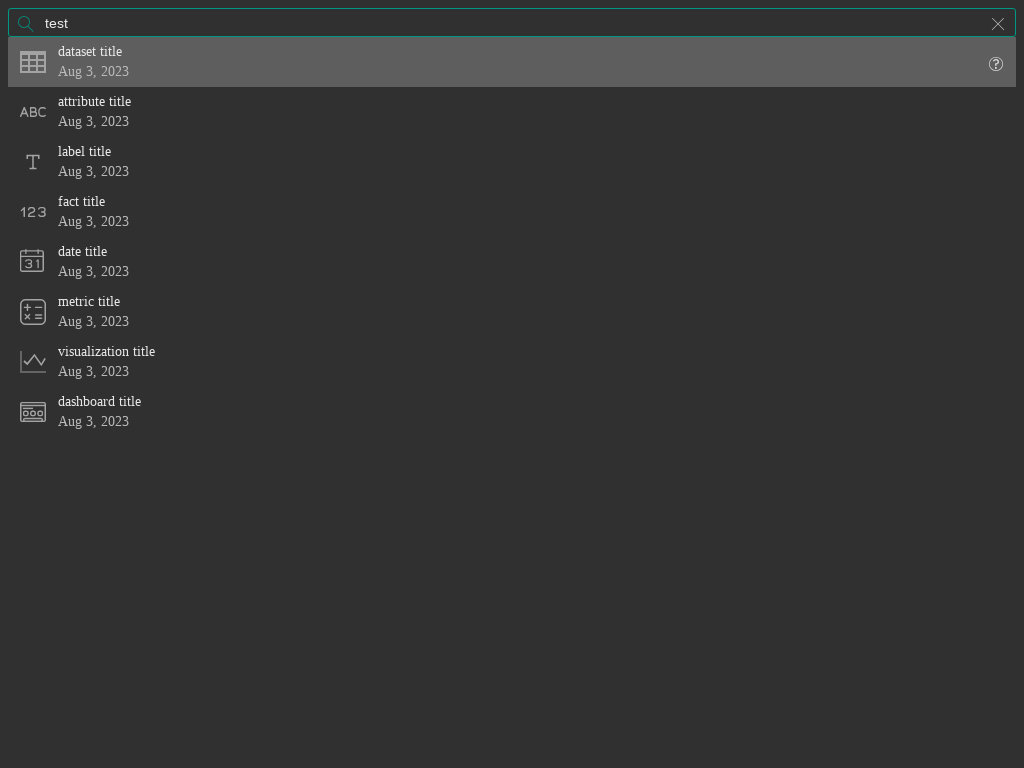 test
dataset title
Aug 3, 2023
ABC
attribute title
Aug 3, 2023
T
label title
Aug 3, 2023
123
fact title
Aug 3, 2023
31
date title
Aug 3, 2023
metric title
Aug 3, 2023
visualization title
Aug 3, 2023
dashboard title
Aug 3, 2023